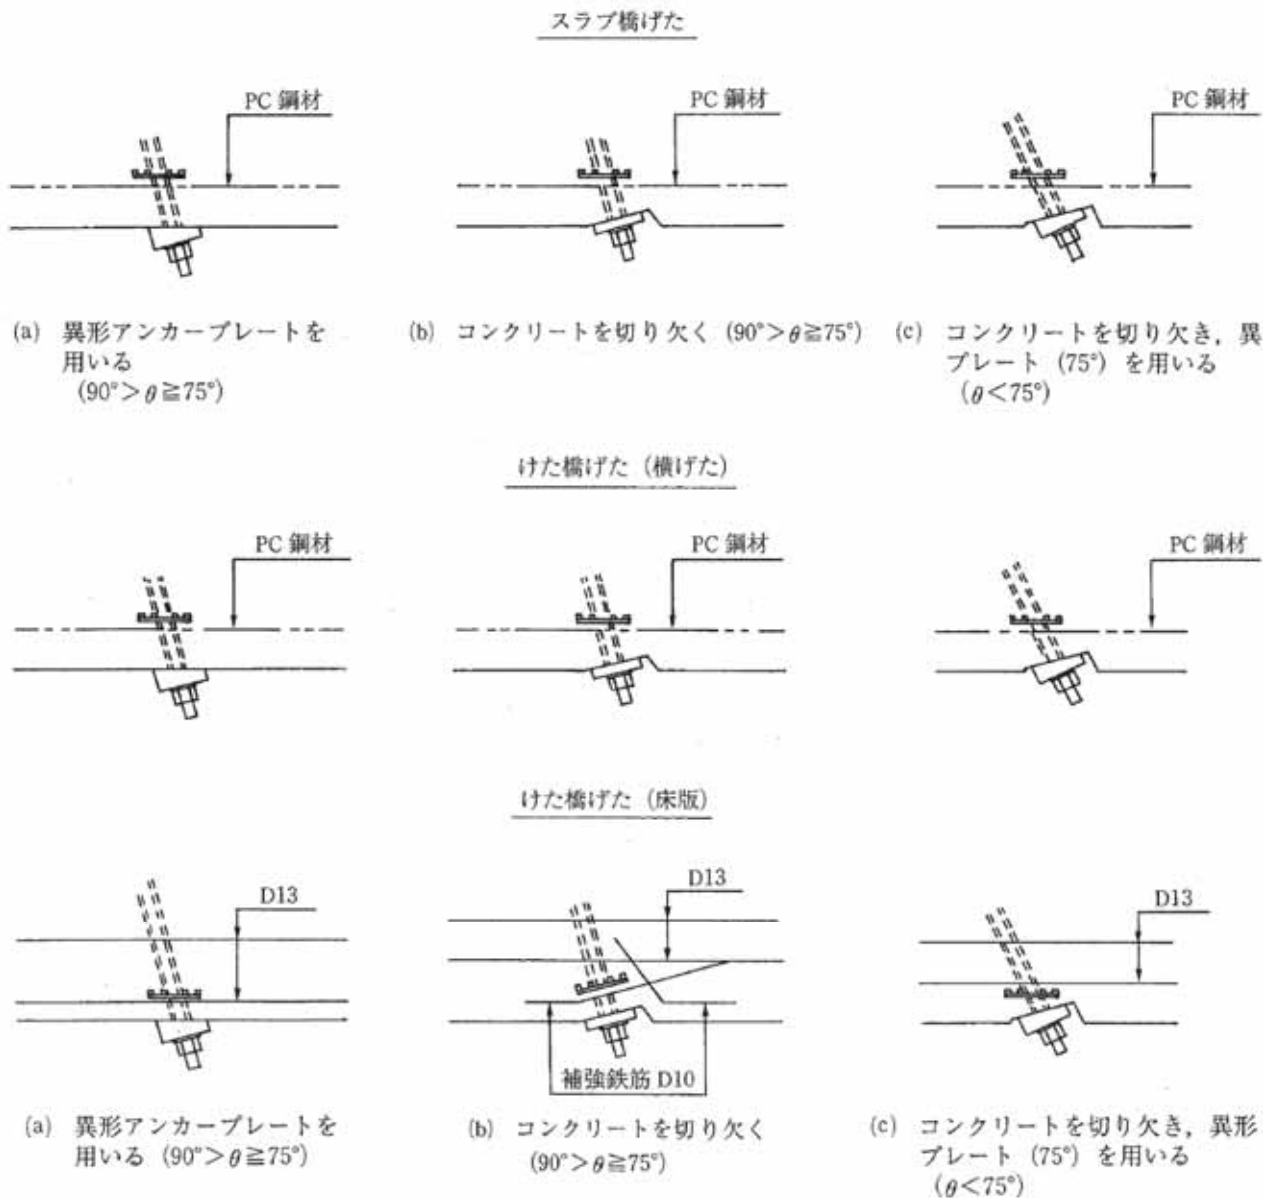 スラブ橋げた
PC 鋼材
PC 鋼材
PC 鋼材
(a) 異形アンカープレートを
用いる
(90°>θ≧75°)
(b) コンクリートを切り欠く (90°>θ≧75°)
(c) コンクリートを切り欠き，異
プレート (75°) を用いる
(θ<75°)
けた橋げた (横げた)
PC 鋼材
PC 鋼材
PC 鋼材
けた橋げた (床版)
D13
D13
D13
補強鉄筋 D10
(a) 異形アンカープレートを
用いる (90°>θ≧75°)
(b) コンクリートを切り欠く
(90°>θ≧75°)
(c) コンクリートを切り欠き，異形
プレート (75°) を用いる
(θ<75°)